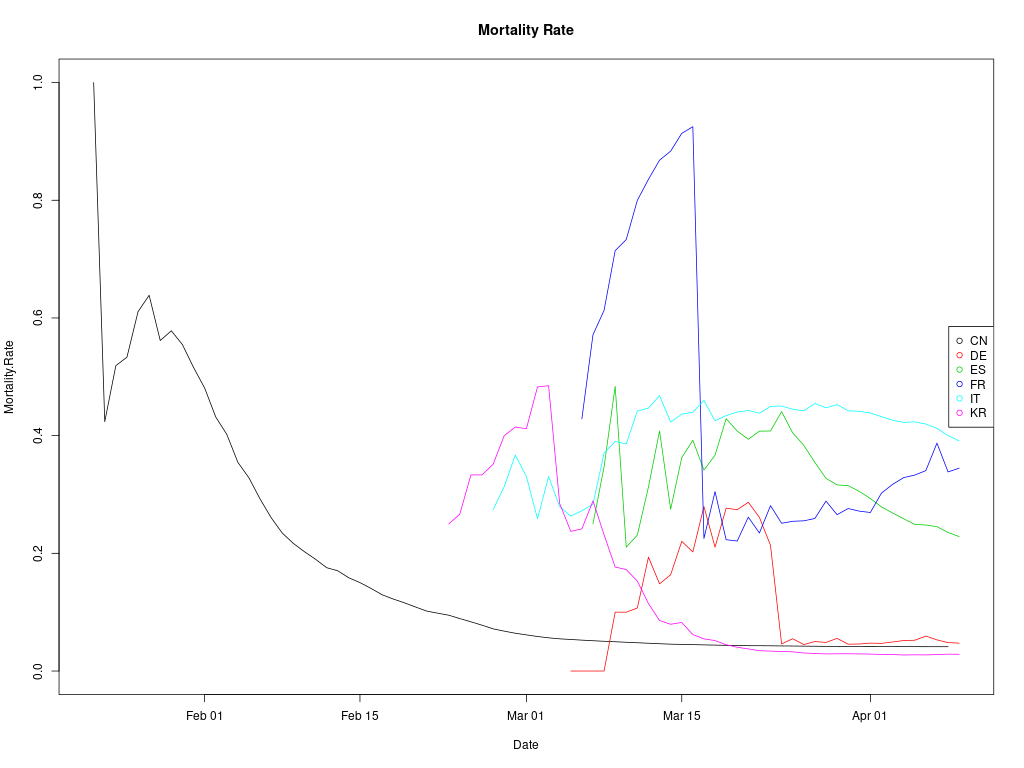 Mortality Rate
1.0
0.8
0.6
0.4
0.2
0.0
Mortality.Rate
CN
DE
ES
FR
IT
KR
Feb 01
Feb 15
Mar 01
Mar 15
Apr 01
Date